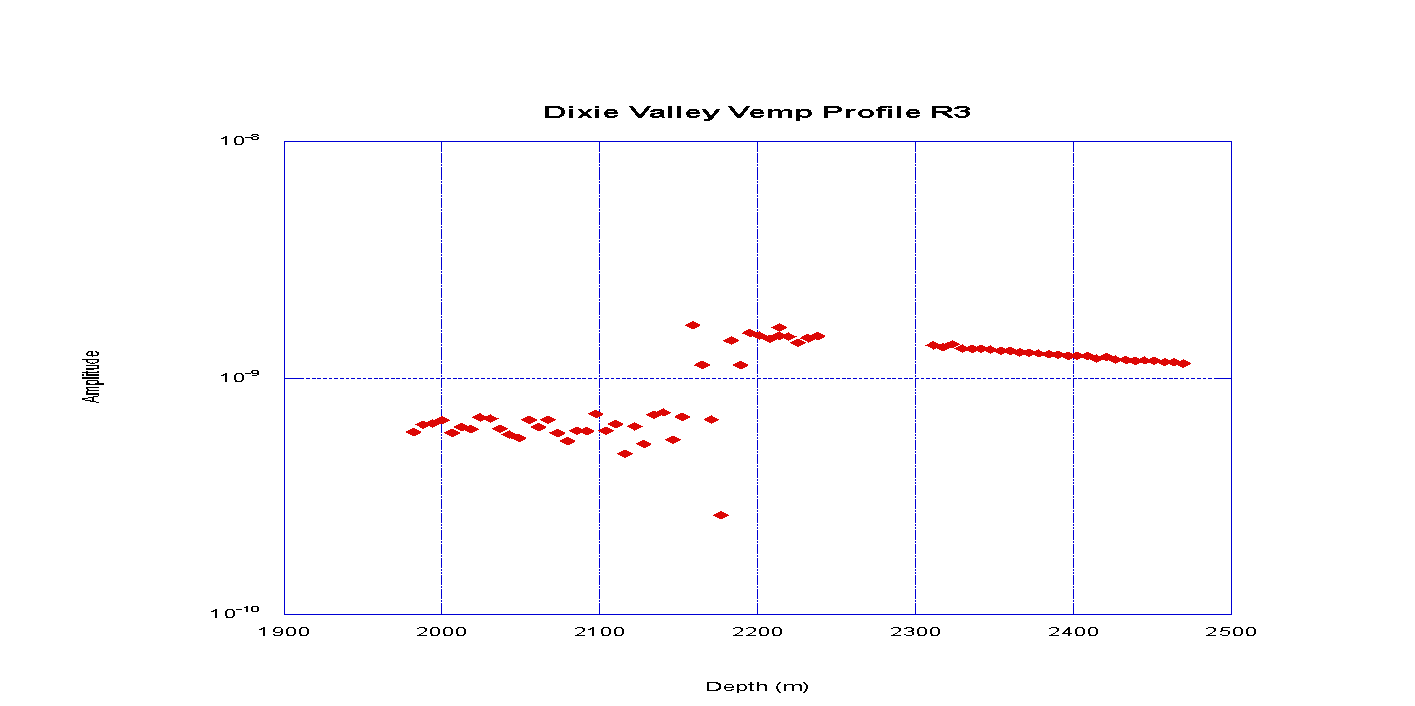 Dixie Valley Vemp Profile R3
10⁻⁸
Amplitude
10⁻⁹
10⁻¹⁰
1900 2000 2100 2200 2300 2400 2500
Depth (m)